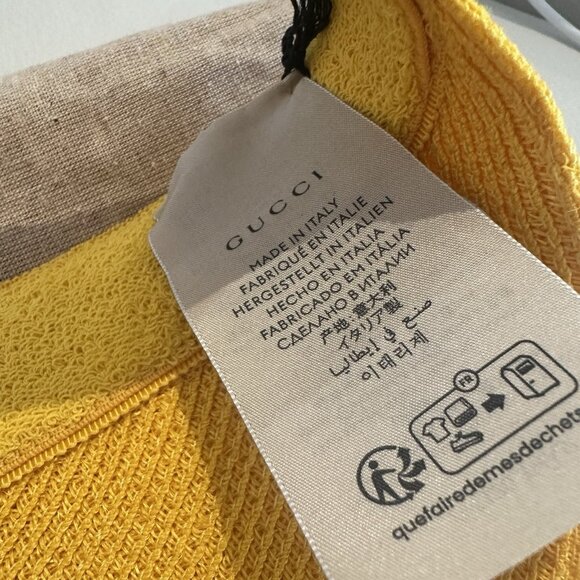 GUCCI
MADE IN ITALY
FABRIQUÉ EN ITALIE
HERGESTELLT IN ITALIEN
HECHO EN ITALIA
FABRICADO EM ITÁLIA
СДЕЛАНО В ИТАЛИИ
产地: 意大利
イタリア製
صنع في إيطاليا
이태리제
FR
quefairedemesdechets